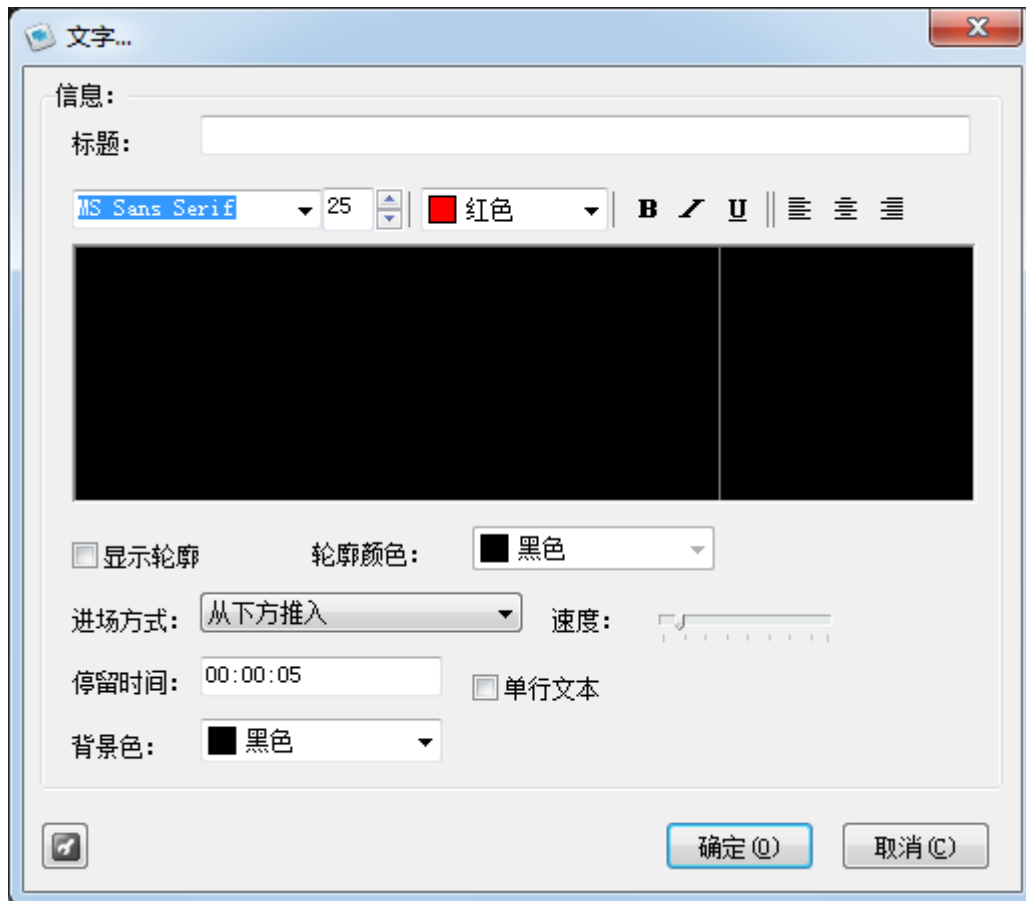 文字...
信息：
标题：
MS Sans Serif 25 红色 B I U
显示轮廓 轮廓颜色： 黑色
进场方式： 从下方推入 速度：
停留时间： 00:00:05 单行文本
背景色： 黑色
确定(O) 取消(C)